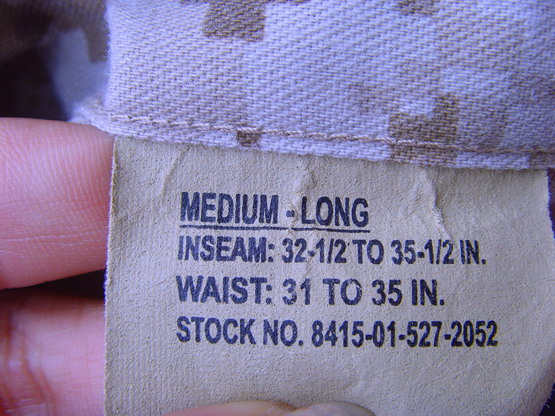 MEDIUM - LONG
INSEAM: 32-1/2 TO 35-1/2 IN.
WAIST: 31 TO 35 IN.
STOCK NO. 8415-01-527-2052